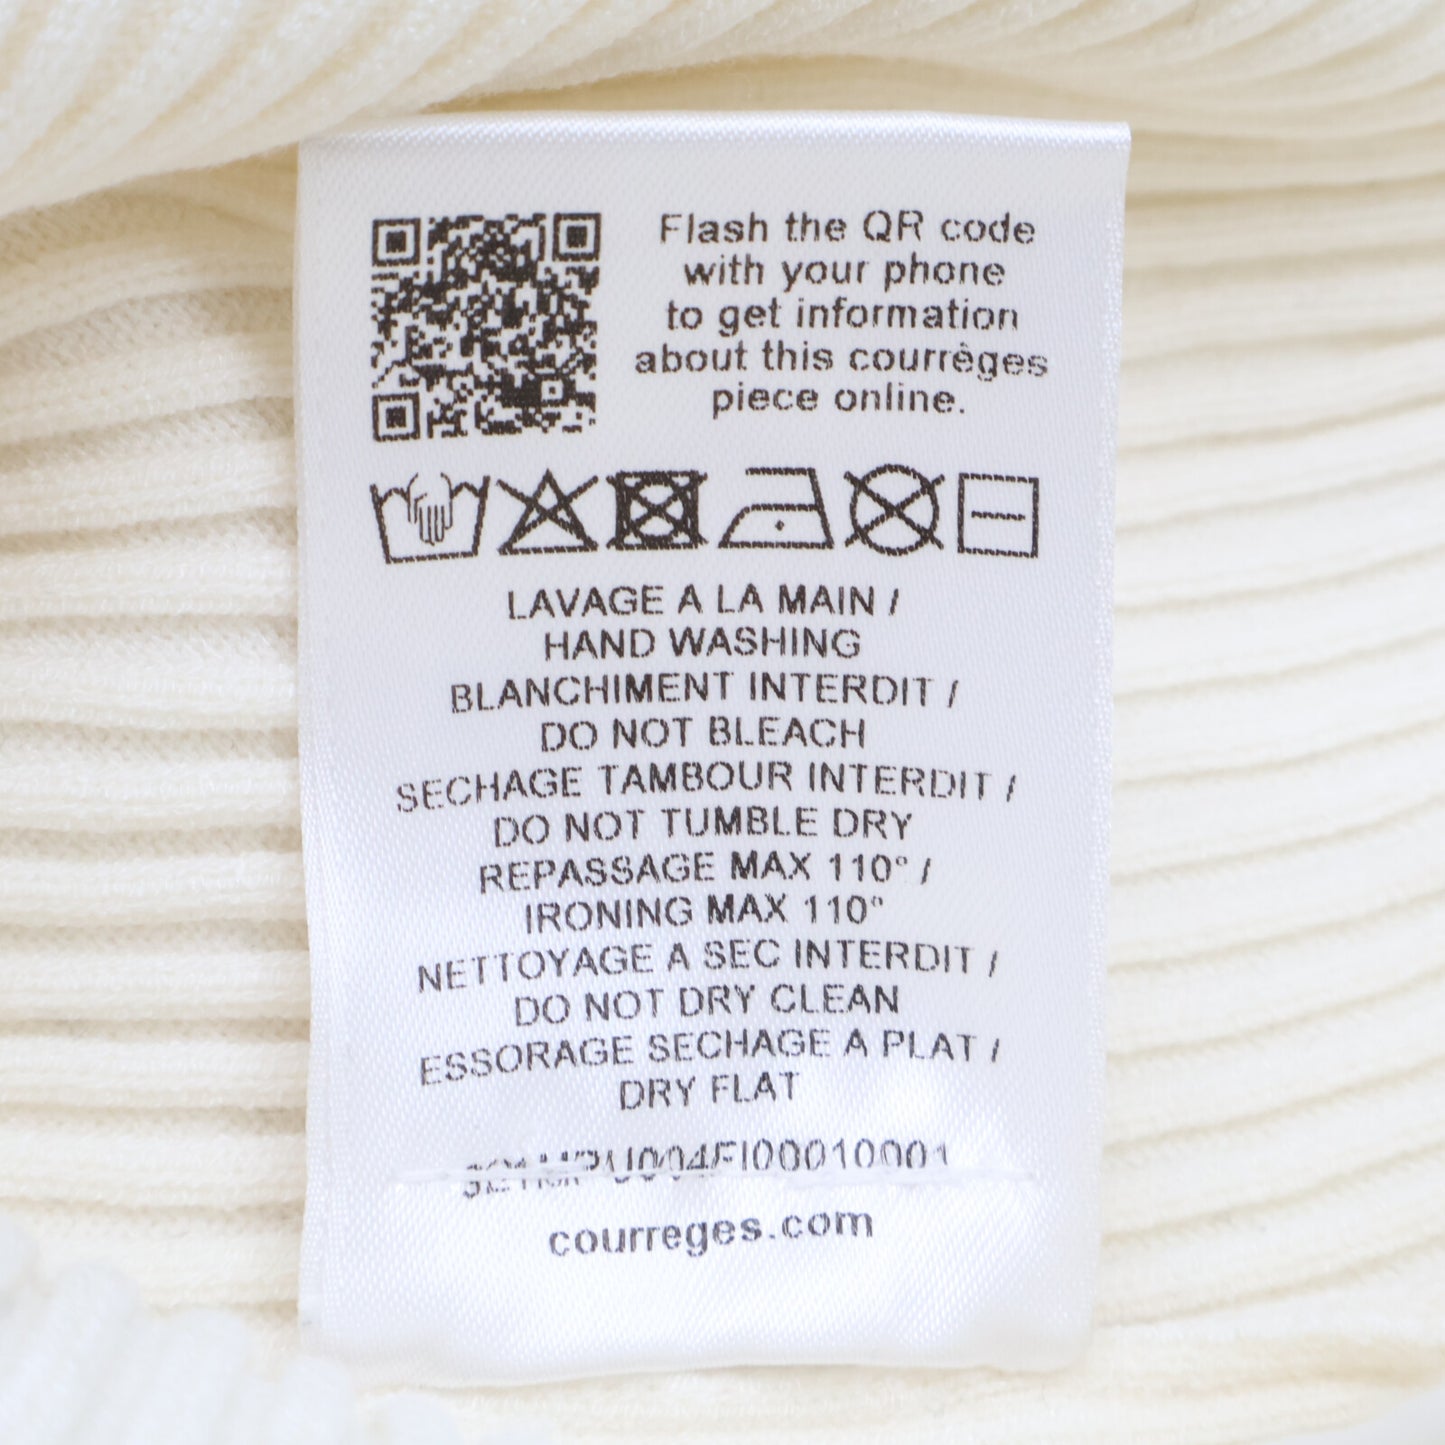 Flash the QR code
with your phone
to get information
about this courrèges
piece online.
LAVAGE A LA MAIN /
HAND WASHING
BLANCHIMENT INTERDIT /
DO NOT BLEACH
SECHAGE TAMBOUR INTERDIT /
DO NOT TUMBLE DRY
REPASSAGE MAX 110° /
IRONING MAX 110°
NETTOYAGE A SEC INTERDIT /
DO NOT DRY CLEAN
ESSORAGE SECHAGE A PLAT /
DRY FLAT
courreges.com